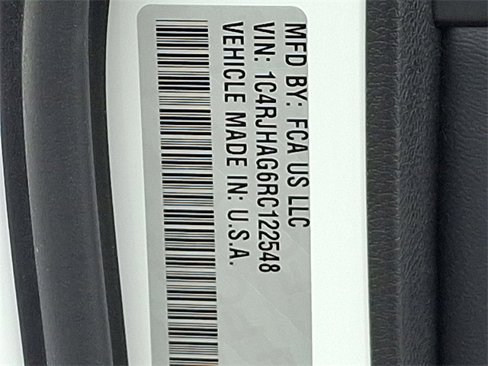 MFD BY: FCA US LLC
VIN: 1C4RJHAG6RC122548
VEHICLE MADE IN: U.S.A.